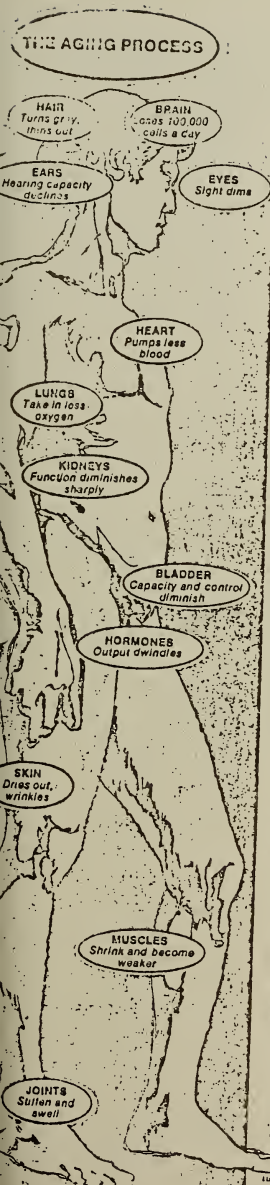 THE AGING PROCESS
HAIR
Turns gray,
thins out
BRAIN
Loses 100,000
cells a day
EARS
Hearing capacity
declines
EYES
Sight dims
HEART
Pumps less
blood
LUNGS
Take in less
oxygen
KIDNEYS
Function diminishes
sharply
BLADDER
Capacity and control
diminish
HORMONES
Output dwindles
SKIN
Dries out,
wrinkles
MUSCLES
Shrink and become
weaker
JOINTS
Stiffen and
swell